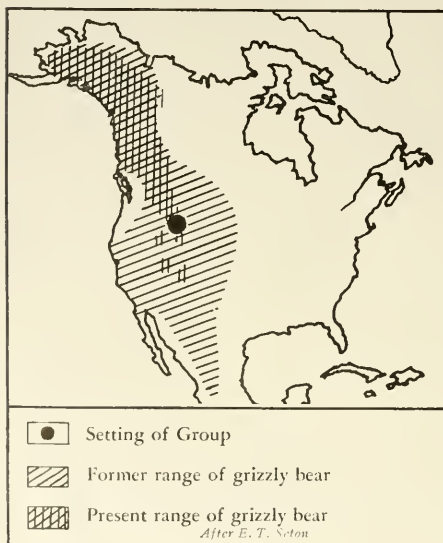 Setting of Group
Former range of grizzly bear
Present range of grizzly bear
After E. T. Seton